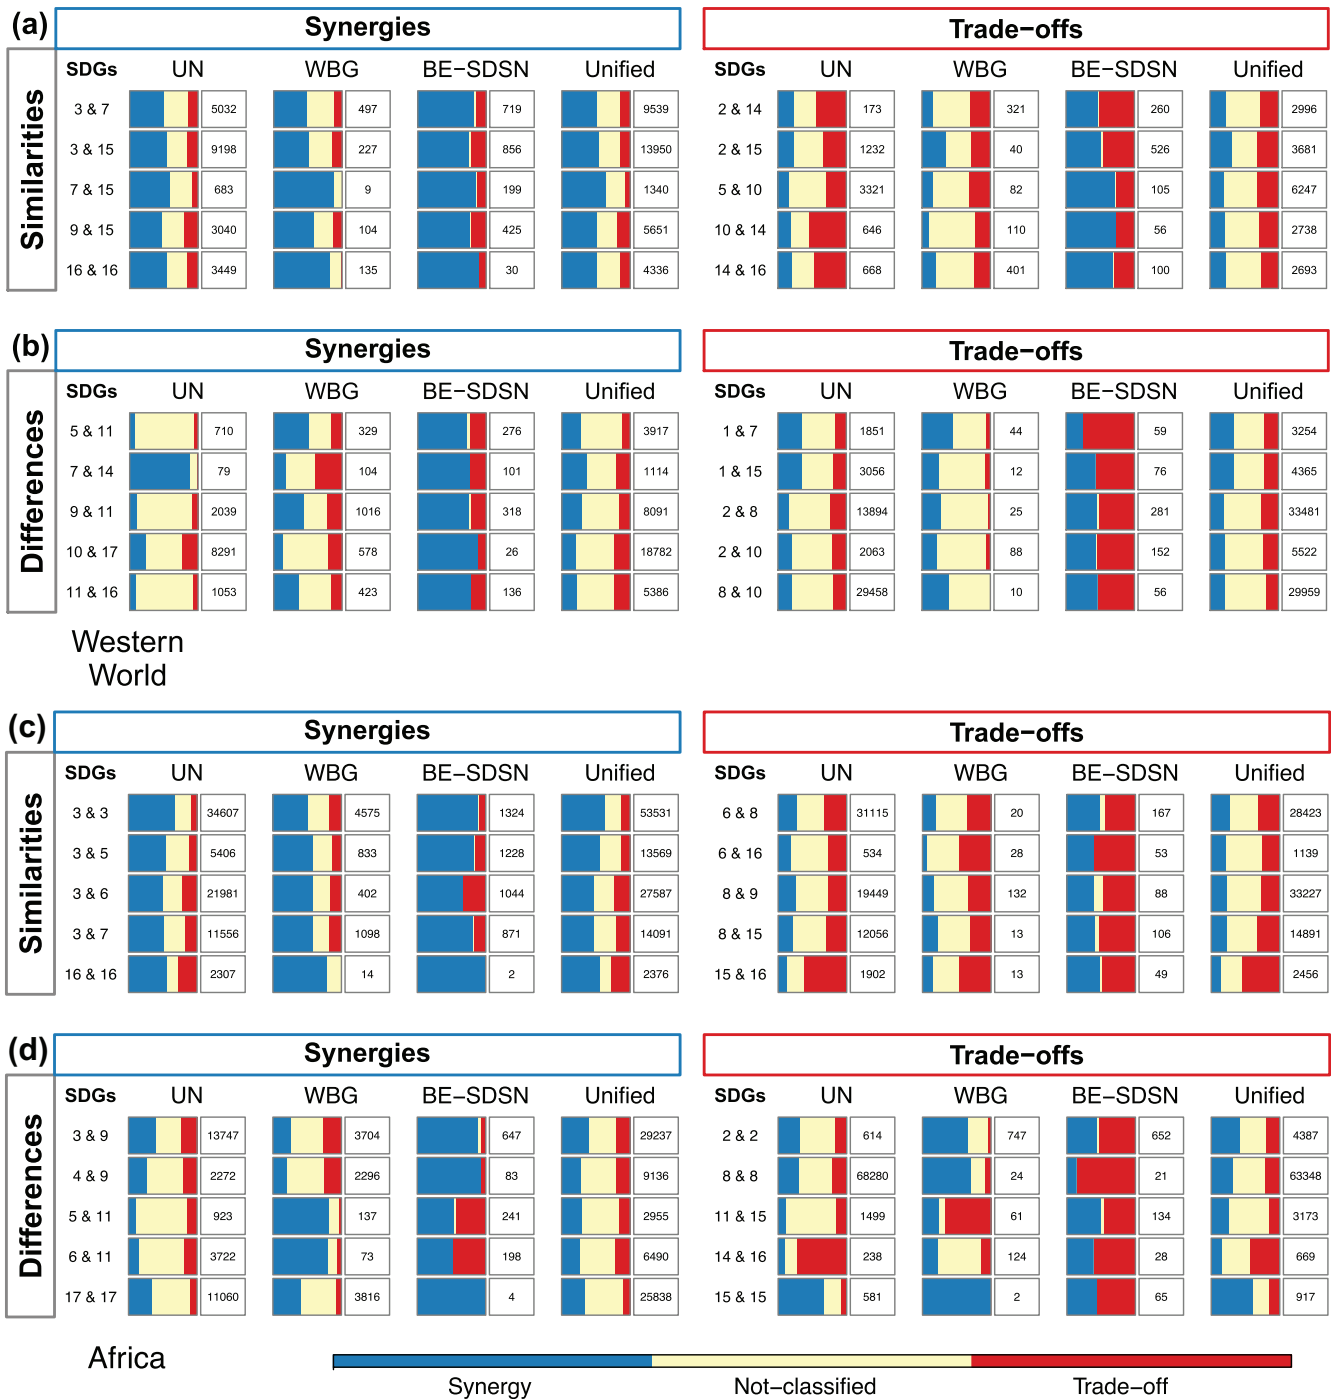 (a) Synergies Trade−offs
Similarities
SDGs UN WBG BE−SDSN Unified SDGs UN WBG BE−SDSN Unified
3 & 7 5032 497 719 9539 2 & 14 173 321 260 2996
3 & 15 9198 227 856 13950 2 & 15 1232 40 526 3681
7 & 15 683 9 199 1340 5 & 10 3321 82 105 6247
9 & 15 3040 104 425 5651 10 & 14 646 110 56 2738
16 & 16 3449 135 30 4336 14 & 16 668 401 100 2693
(b) Synergies Trade−offs
Differences
SDGs UN WBG BE−SDSN Unified SDGs UN WBG BE−SDSN Unified
5 & 11 710 329 276 3917 1 & 7 1851 44 59 3254
7 & 14 79 104 101 1114 1 & 15 3056 12 76 4365
9 & 11 2039 1016 318 8091 2 & 8 13894 25 281 33481
10 & 17 8291 578 26 18782 2 & 10 2063 88 152 5522
11 & 16 1053 423 136 5386 8 & 10 29458 10 56 29959
Western
World
(c) Synergies Trade−offs
Similarities
SDGs UN WBG BE−SDSN Unified SDGs UN WBG BE−SDSN Unified
3 & 3 34607 4575 1324 53531 6 & 8 31115 20 167 28423
3 & 5 5406 833 1228 13569 6 & 16 534 28 53 1139
3 & 6 21981 402 1044 27587 8 & 9 19449 132 88 33227
3 & 7 11556 1098 871 14091 8 & 15 12056 13 106 14891
16 & 16 2307 14 2 2376 15 & 16 1902 13 49 2456
(d) Synergies Trade−offs
Differences
SDGs UN WBG BE−SDSN Unified SDGs UN WBG BE−SDSN Unified
3 & 9 13747 3704 647 29237 2 & 2 614 747 652 4387
4 & 9 2272 2296 83 9136 8 & 8 68280 24 21 63348
5 & 11 923 137 241 2955 11 & 15 1499 61 134 3173
6 & 11 3722 73 198 6490 14 & 16 238 124 28 669
17 & 17 11060 3816 4 25838 15 & 15 581 2 65 917
Africa
Synergy Not−classified Trade−off